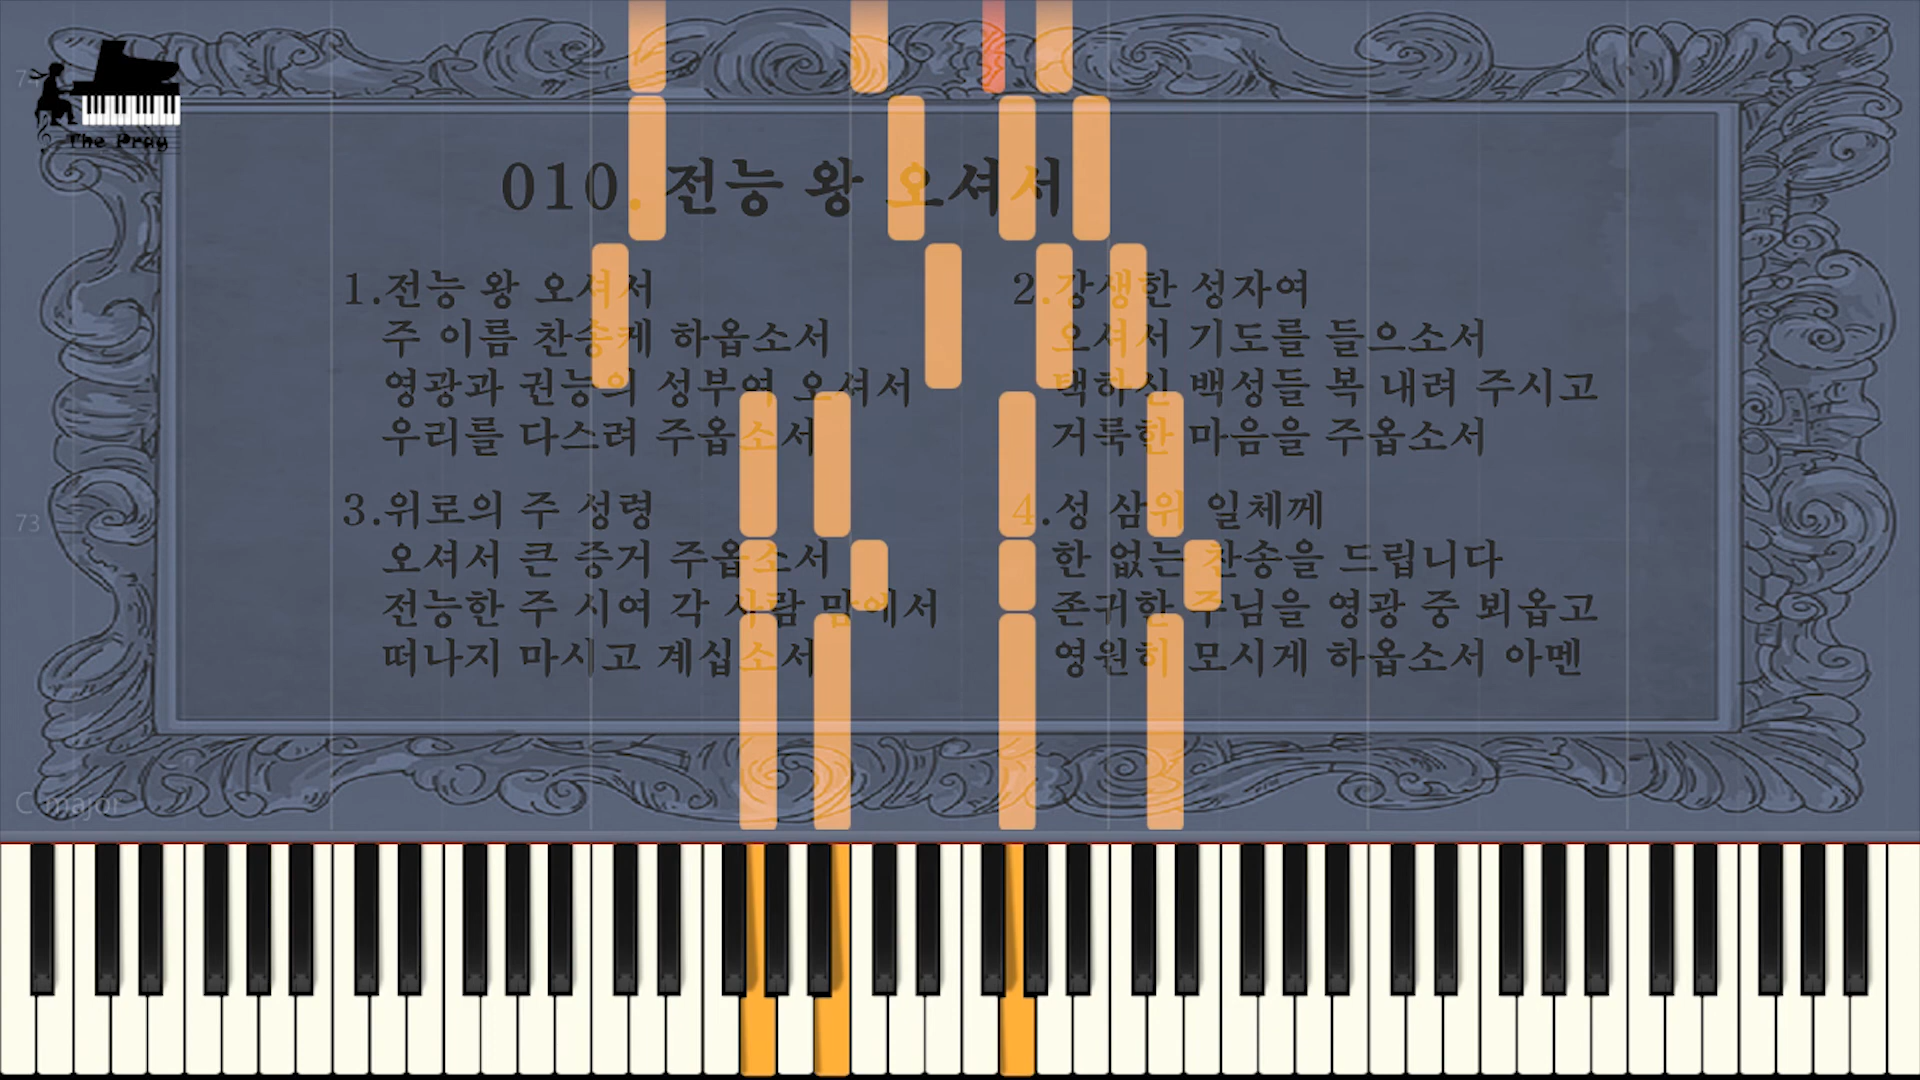 74
The Pray
010. 전능 왕 오셔서
1.전능 왕 오셔서
주 이름 찬송케 하옵소서
영광과 권능의 성부여 오셔서
우리를 다스려 주옵소서
2.강생한 성자여
오셔서 기도를 들으소서
택하신 백성들 복 내려 주시고
거룩한 마음을 주옵소서
3.위로의 주 성령
오셔서 큰 증거 주옵소서
전능한 주 시여 각 사람 맘에서
떠나지 마시고 계십소서
4.성 삼위 일체께
한 없는 찬송을 드립니다
존귀한 주님을 영광 중 뵈옵고
영원히 모시게 하옵소서 아멘
73
C major